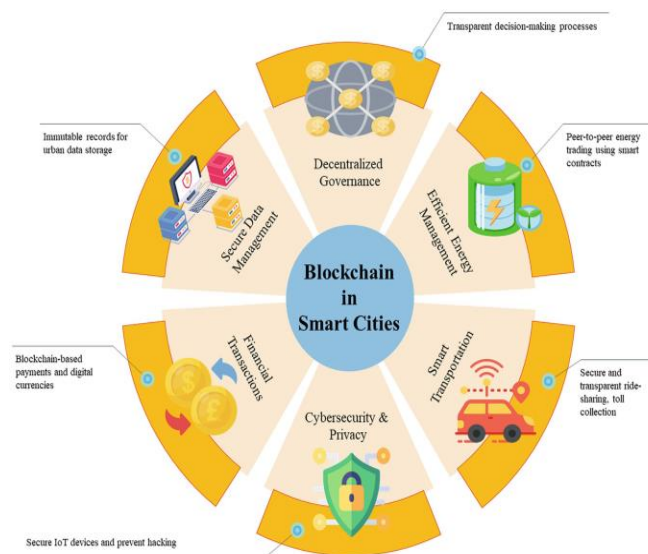 Transparent decision-making processes
Immutable records for
urban data storage
Peer-to-peer energy
trading using smart
contracts
Decentralized
Governance
Secure Data
Management
Efficient Energy
Management
Blockchain
in
Smart Cities
Financial
Transactions
Smart
Transportation
Cybersecurity &
Privacy
Blockchain-based
payments and digital
currencies
Secure and
transparent ride-
sharing, toll
collection
Secure IoT devices and prevent hacking